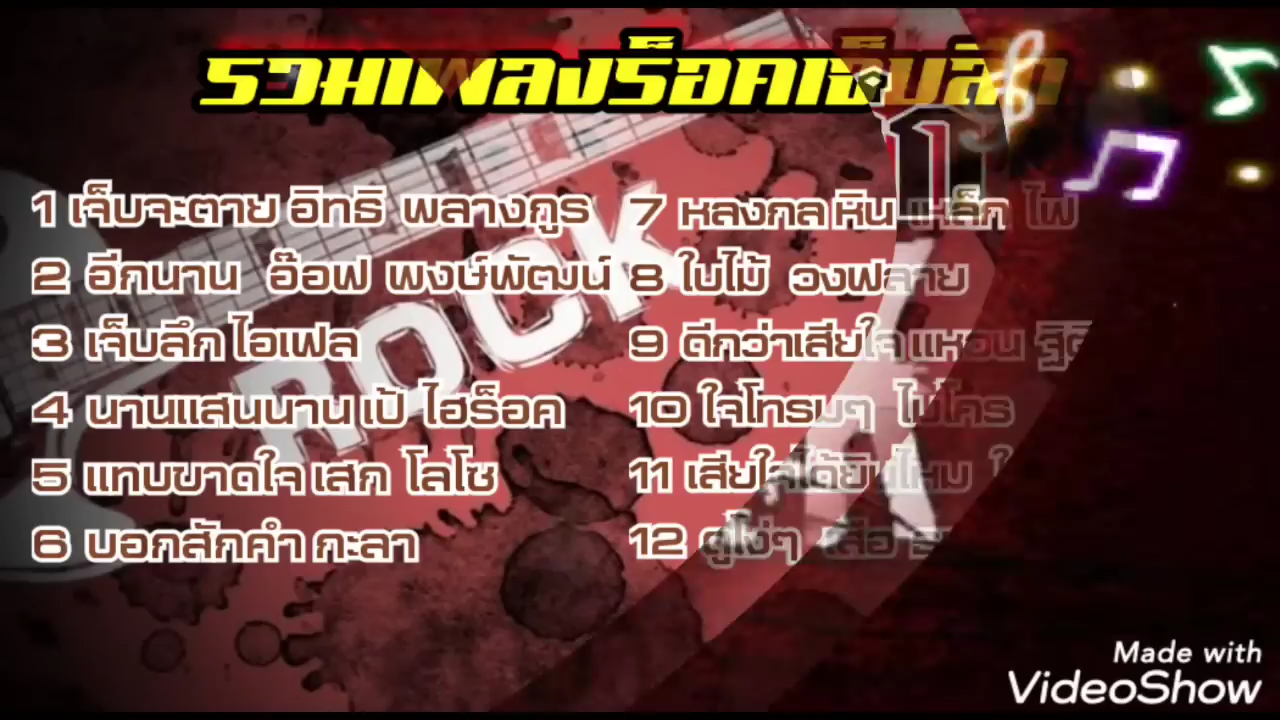 รวมเพลงร็อคเจ็บลึก
1 เจ็บจะตาย อิทธิ พลางกูร
2 อีกนาน อ๊อฟ พงษ์พัฒน์
3 เจ็บลึก ไอเฟล
4 นานแสนนาน เป้ ไฮร็อค
5 แทบขาดใจ เสก โลโซ
6 บอกสักคำ กะลา
7 หลงกล หิน เหล็ก ไฟ
8 ใบไม้ วงฟลาย
9 ดีกว่าเสียใจ แหวน
10 ใจโทรมๆ ไมโคร
11 เสียใจได้ยินไหม
12 คู่โง่ๆ เสือ
ROCK
Made with
VideoShow